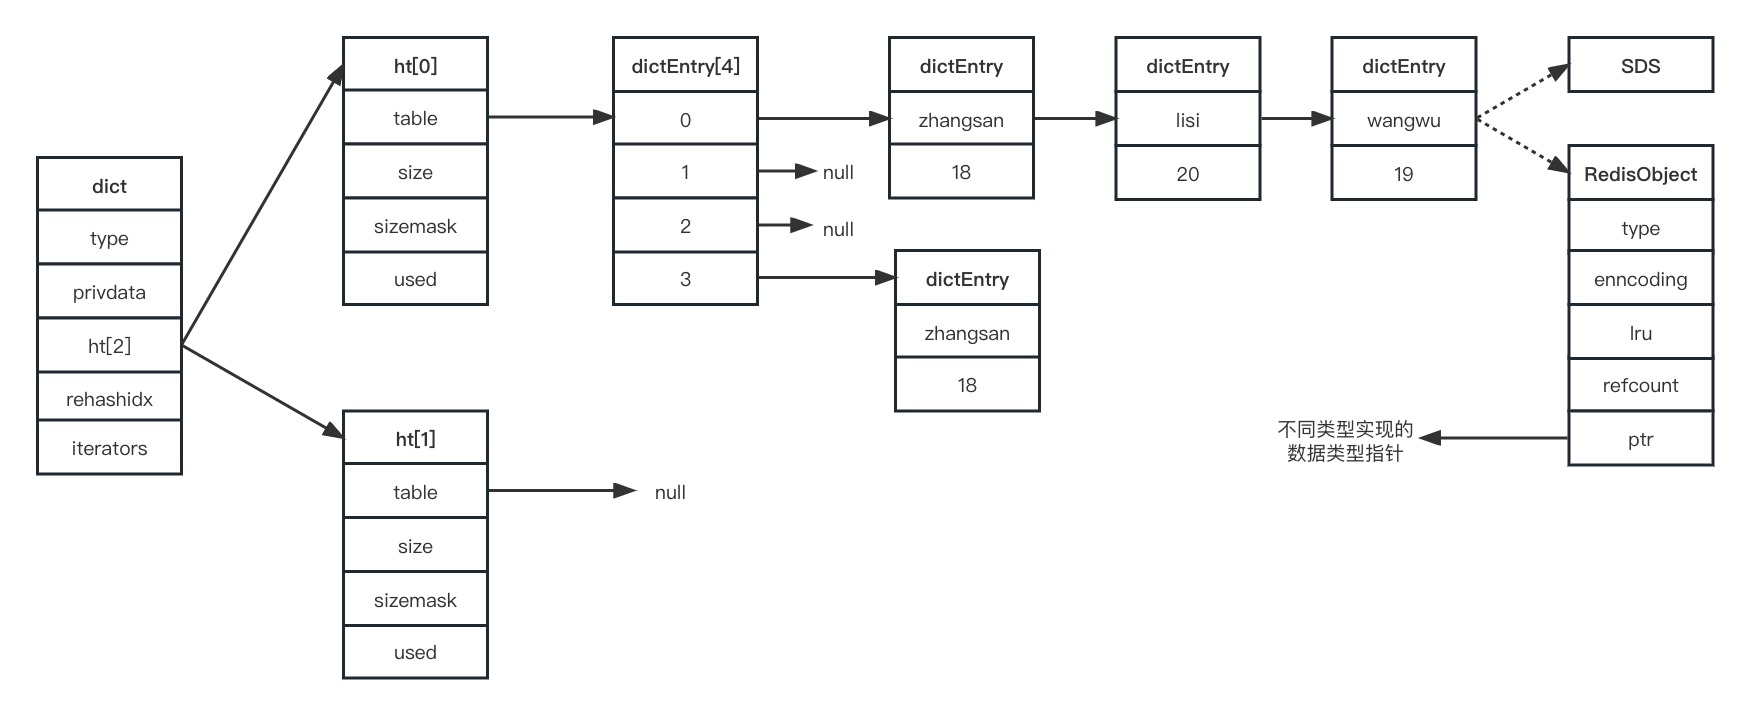 dict
type
privdata
ht[2]
rehashidx
iterators
ht[0]
table
size
sizemask
used
ht[1]
table
size
sizemask
used
null
dictEntry[4]
0
1
2
3
null
null
dictEntry
zhangsan
18
dictEntry
zhangsan
18
dictEntry
lisi
20
dictEntry
wangwu
19
SDS
RedisObject
type
enncoding
lru
refcount
ptr
不同类型实现的
数据类型指针